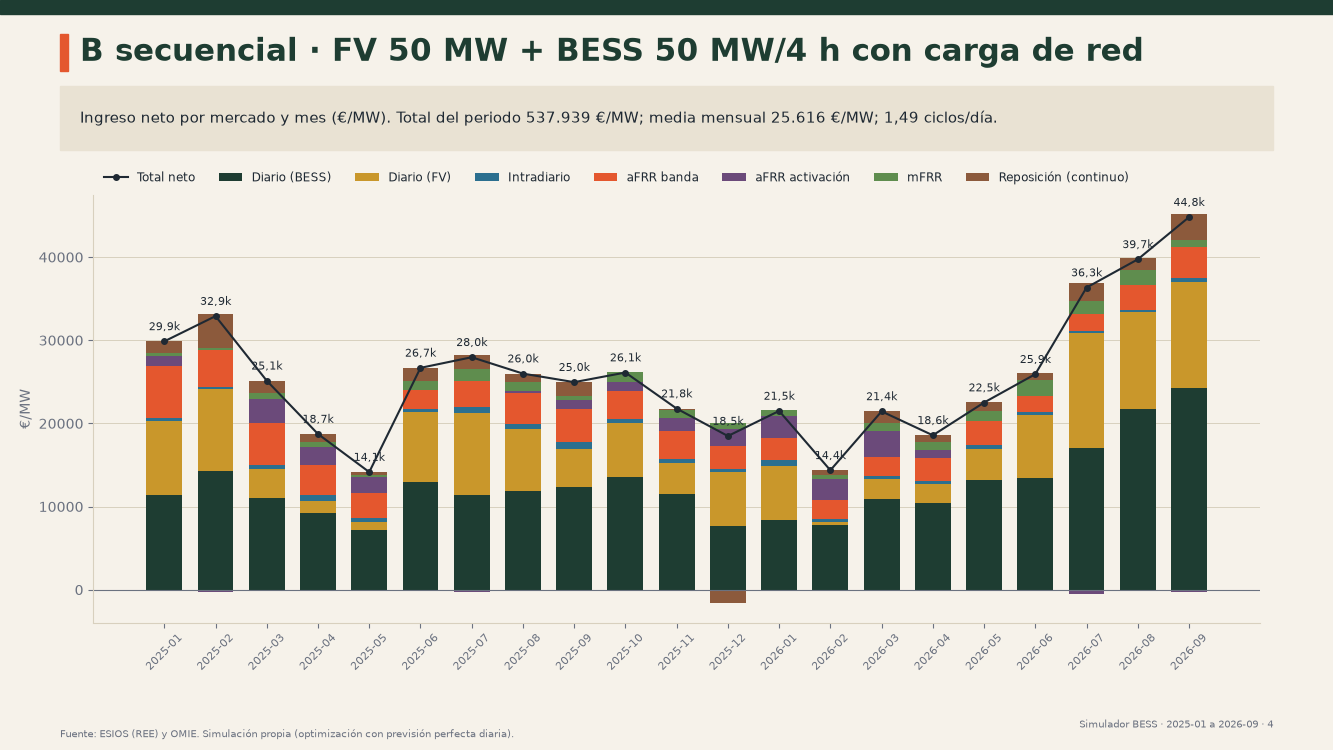 B secuencial · FV 50 MW + BESS 50 MW/4 h con carga de red
Ingreso neto por mercado y mes (€/MW). Total del periodo 537.939 €/MW; media mensual 25.616 €/MW; 1,49 ciclos/día.
Total neto Diario (BESS) Diario (FV) Intradiario aFRR banda aFRR activación mFRR Reposición (continuo)
€/MW
40000
30000
20000
10000
0
29,9k
32,9k
25,1k
18,7k
14,1k
26,7k
28,0k
26,0k
25,0k
26,1k
21,8k
18,5k
21,5k
14,4k
21,4k
18,6k
22,5k
25,9k
36,3k
39,7k
44,8k
2025-01
2025-02
2025-03
2025-04
2025-05
2025-06
2025-07
2025-08
2025-09
2025-10
2025-11
2025-12
2026-01
2026-02
2026-03
2026-04
2026-05
2026-06
2026-07
2026-08
2026-09
Simulador BESS · 2025-01 a 2026-09 · 4
Fuente: ESIOS (REE) y OMIE. Simulación propia (optimización con previsión perfecta diaria).